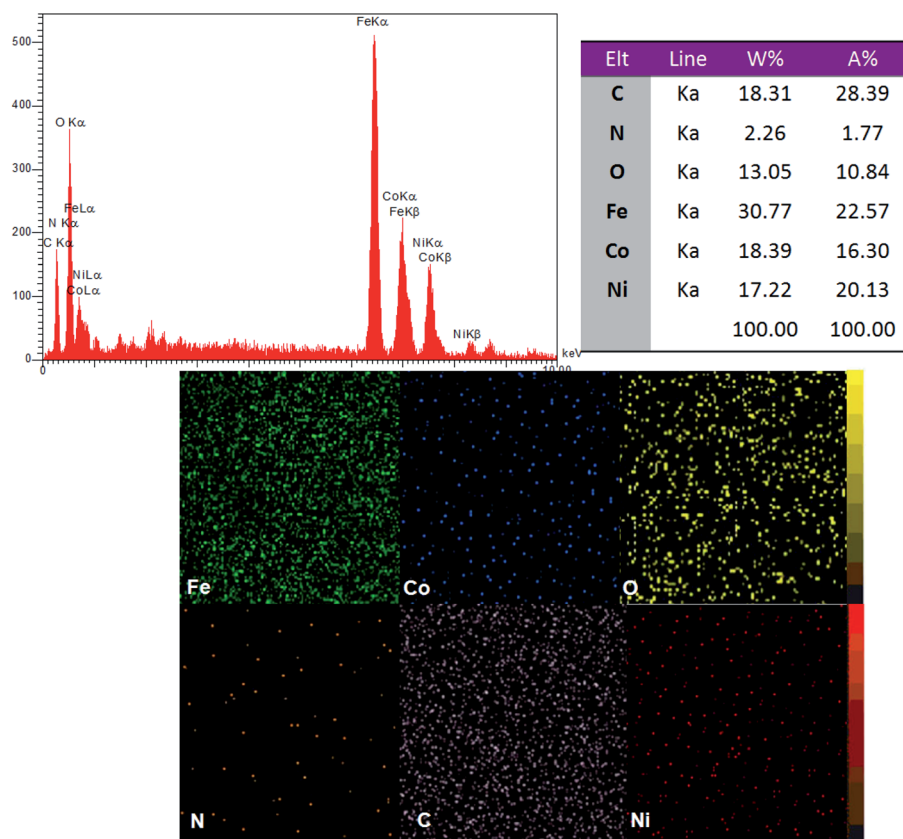 FeKα
500
400
O Kα
300
FeLα
N Kα
CoKα
FeKβ
200
C Kα
NiKα
CoKβ
NiLα
CoLα
100
NiKβ
0
keV
0
Elt Line W% A%
C Ka 18.31 28.39
N Ka 2.26 1.77
O Ka 13.05 10.84
Fe Ka 30.77 22.57
Co Ka 18.39 16.30
Ni Ka 17.22 20.13
100.00 100.00
Fe Co O
N C Ni